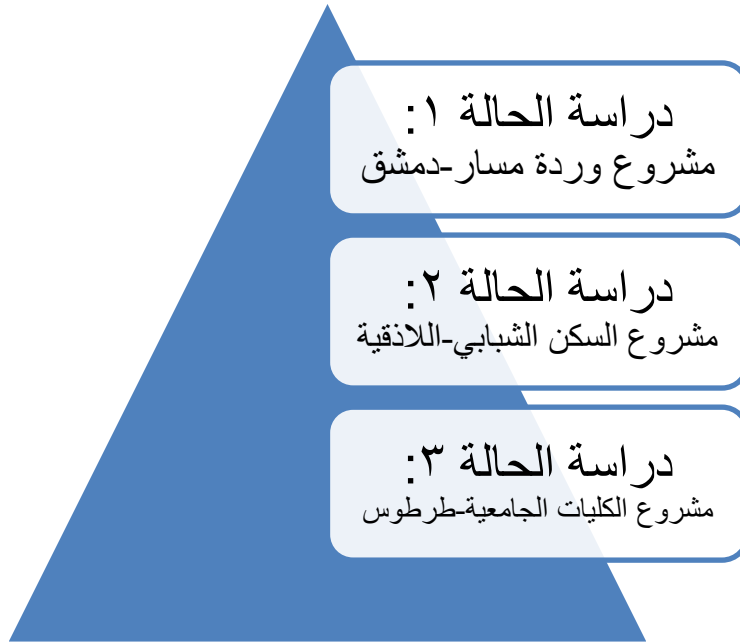 دراسة الحالة ١:
مشروع وردة مسار-دمشق
دراسة الحالة ٢:
مشروع السكن الشبابي-اللاذقية
دراسة الحالة ٣:
مشروع الكليات الجامعية-طرطوس